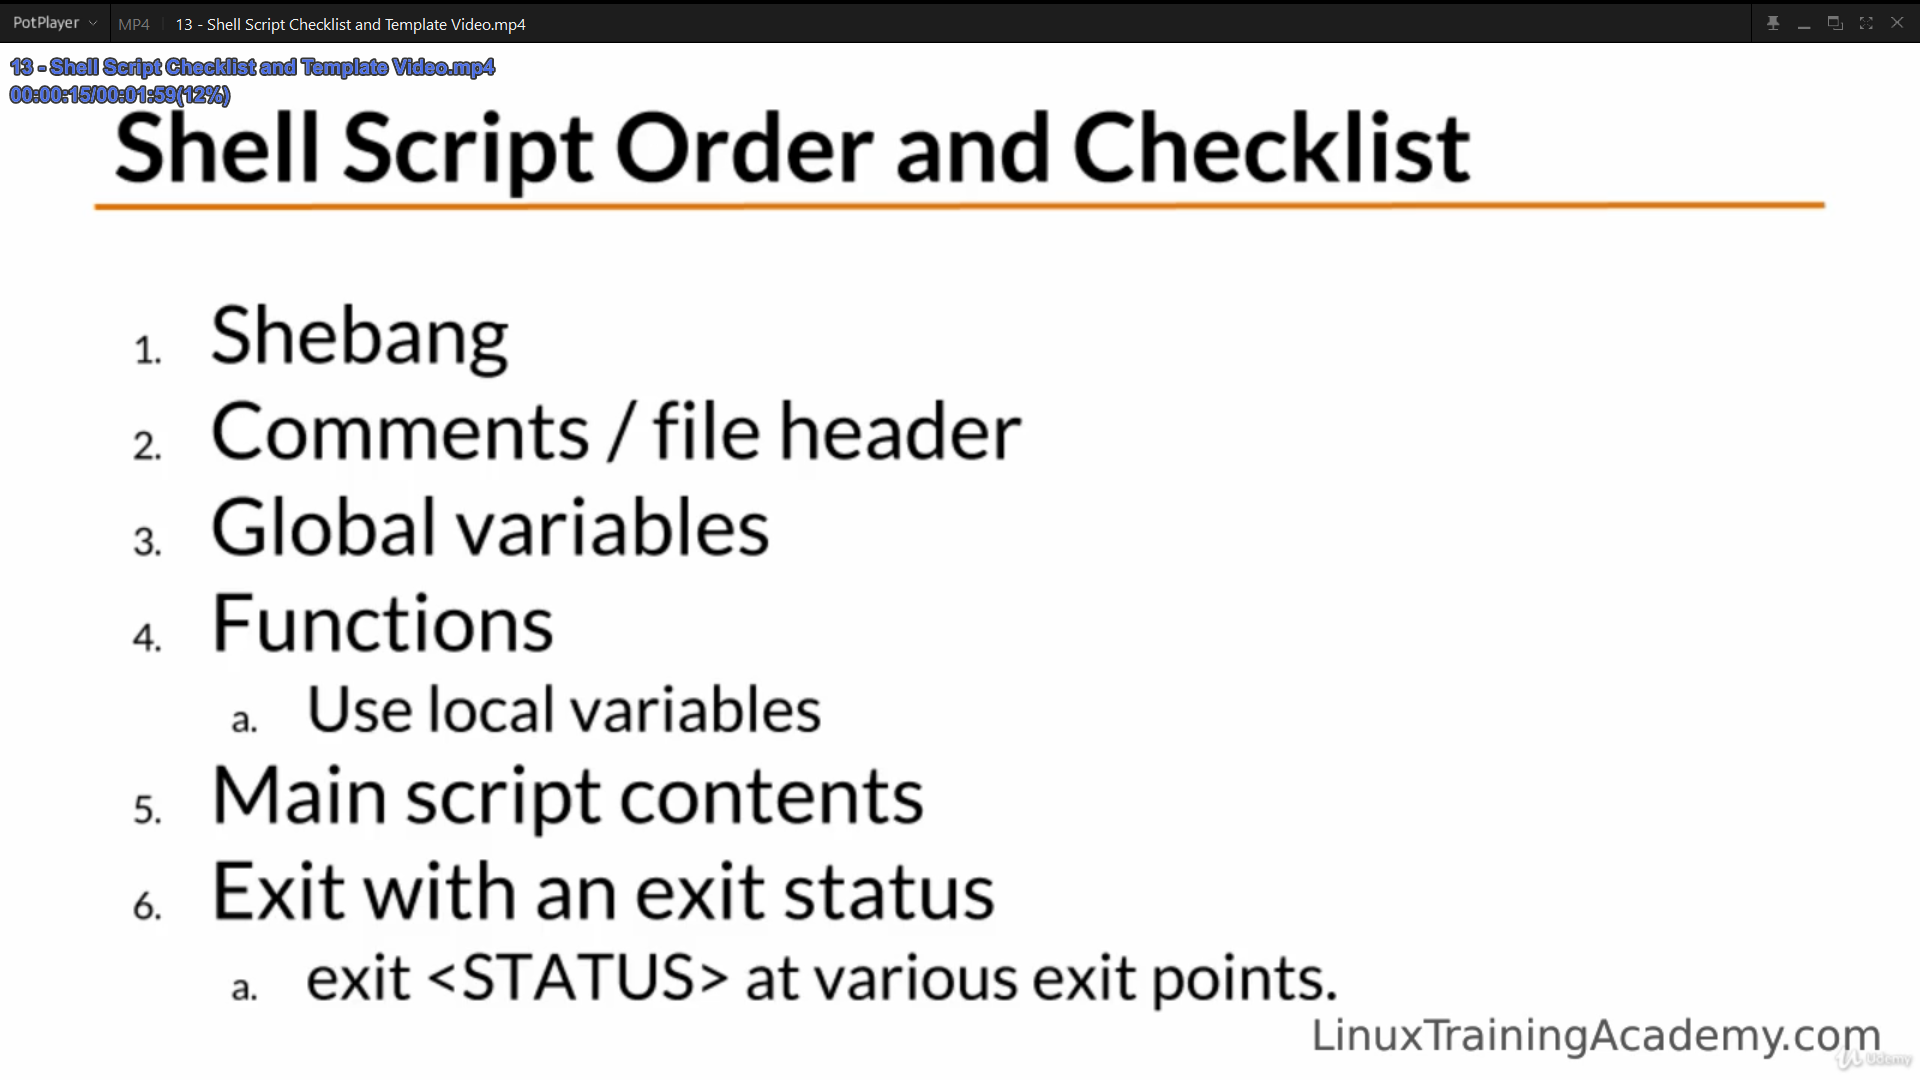 PotPlayer MP4 13 - Shell Script Checklist and Template Video.mp4
13 - Shell Script Checklist and Template Video.mp4
00:00:15/00:01:59(12%)
Shell Script Order and Checklist
1. Shebang
2. Comments / file header
3. Global variables
4. Functions
a. Use local variables
5. Main script contents
6. Exit with an exit status
a. exit <STATUS> at various exit points.
LinuxTrainingAcademy.com
Udemy